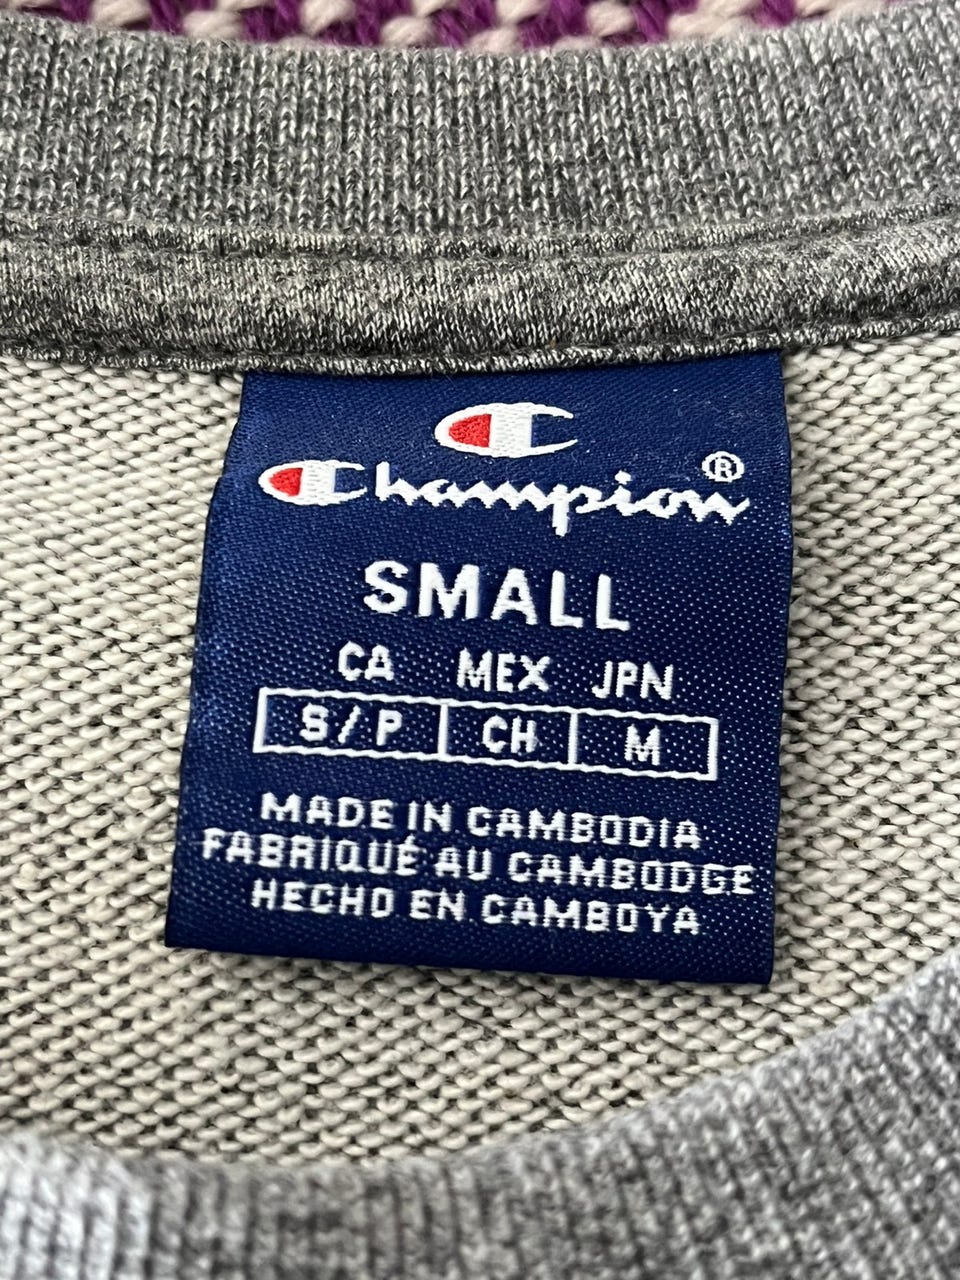 Champion®
SMALL
CA MEX JPN
S/P CH M
MADE IN CAMBODIA
FABRIQUÉ AU CAMBODGE
HECHO EN CAMBOYA